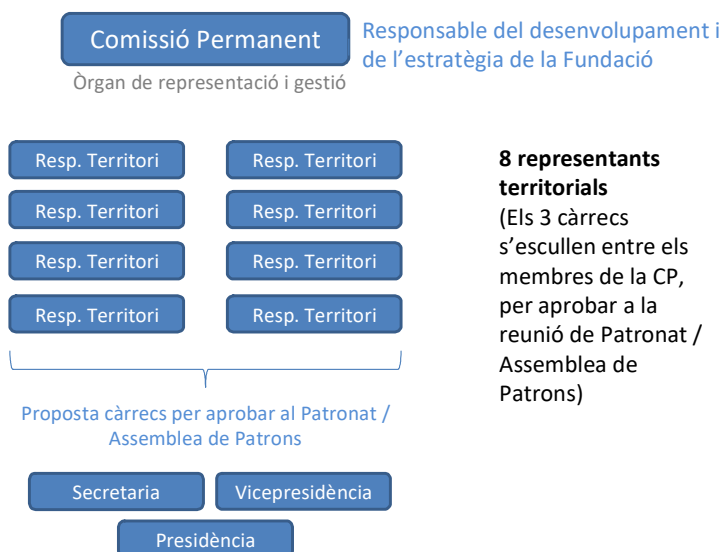 Comissió Permanent
Responsable del desenvolupament i
de l’estratègia de la Fundació
Òrgan de representació i gestió
Resp. Territori
Resp. Territori
Resp. Territori
Resp. Territori
Resp. Territori
Resp. Territori
Resp. Territori
Resp. Territori
8 representants
territorials
(Els 3 càrrecs
s’escullen entre els
membres de la CP,
per aprobar a la
reunió de Patronat /
Assemblea de
Patrons)
Proposta càrrecs per aprobar al Patronat /
Assemblea de Patrons
Secretaria
Vicepresidència
Presidència